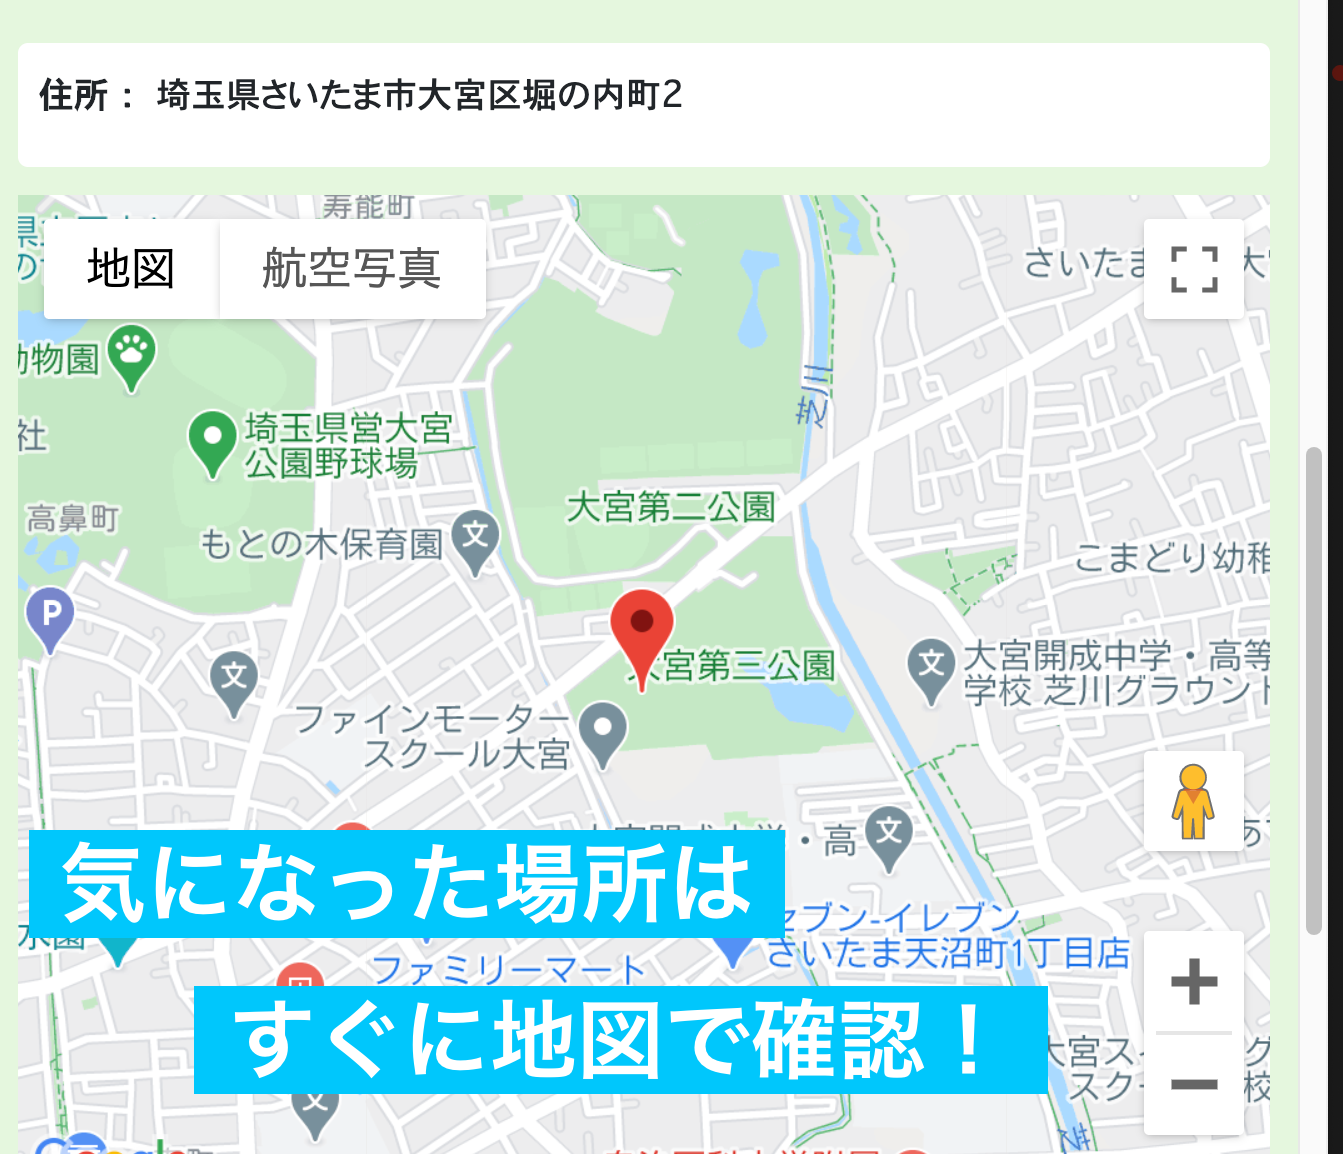 住所： 埼玉県さいたま市大宮区堀の内町2
寿能町
地図
航空写真
さいたま
動物園
埼玉県営大宮
公園野球場
芝川
社
高鼻町
大宮第二公園
もとの木保育園
文
こまどり幼稚
P
大宮第三公園
文
文
大宮開成中学・高等
学校 芝川グラウンド
ファインモーター
スクール大宮
・高
文
気になった場所は
セブン-イレブン
さいたま天沼町1丁目店
ファミリーマート
すぐに地図で確認！
大宮ス
スク
校
文
Google